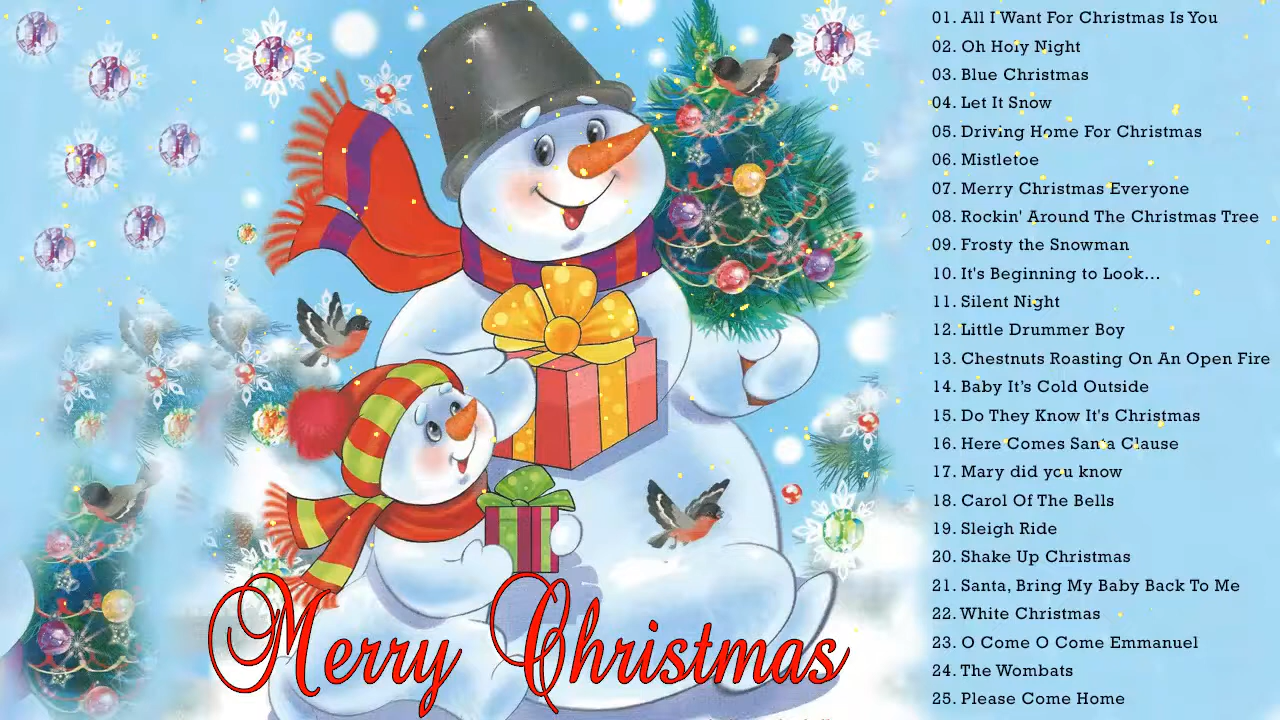 01. All I Want For Christmas Is You
02. Oh Holy Night
03. Blue Christmas
04. Let It Snow
05. Driving Home For Christmas
06. Mistletoe
07. Merry Christmas Everyone
08. Rockin' Around The Christmas Tree
09. Frosty the Snowman
10. It's Beginning to Look...
11. Silent Night
12. Little Drummer Boy
13. Chestnuts Roasting On An Open Fire
14. Baby It's Cold Outside
15. Do They Know It's Christmas
16. Here Comes Santa Clause
17. Mary did you know
18. Carol Of The Bells
19. Sleigh Ride
20. Shake Up Christmas
21. Santa, Bring My Baby Back To Me
22. White Christmas
23. O Come O Come Emmanuel
24. The Wombats
25. Please Come Home
Merry Christmas